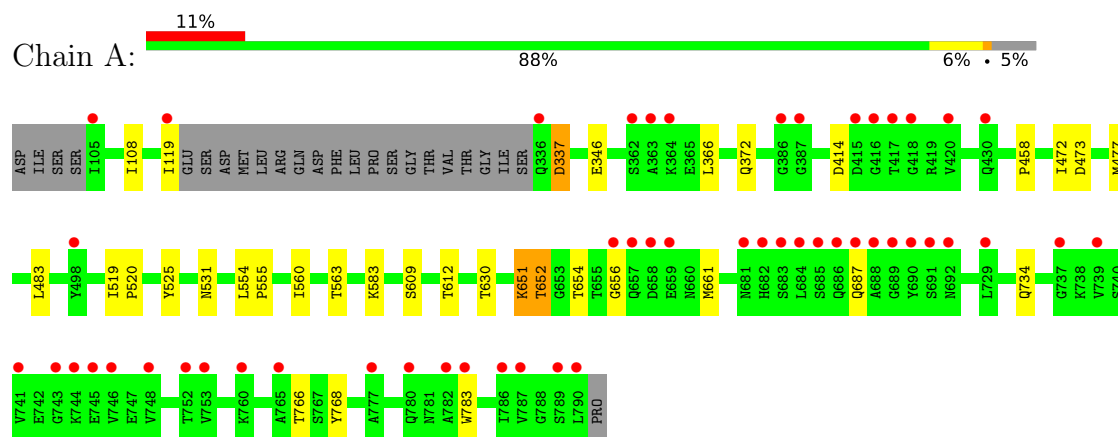 11%
Chain A:
88% 6% • 5%
ASP ILE SER SER I105 I108 I119 GLU SER ASP MET LEU ARG GLN ASP PHE LEU PRO SER GLY THR VAL THR GLY ILE SER Q336 D337 E346 S362 A363 K364 E365 L366 Q372 G386 G387 D414 D415 G416 T417 G418 R419 V420 Q430 P458 I472 D473 M477
L483 Y498 I519 P520 Y525 N531 L554 P555 I560 T563 K583 S609 T612 T630 K651 T652 G653 T654 T655 G656 Q657 D658 E659 N660 M661 N681 H682 S683 L684 S685 Q686 Q687 A688 G689 Y690 S691 N692 L729 Q734 G737 K738 V739 S740
V741 E742 G743 K744 E745 V746 E747 V748 T752 V753 K760 A765 T766 S767 Y768 A777 Q780 N781 A782 W783 I786 V787 G788 S789 L790 PRO